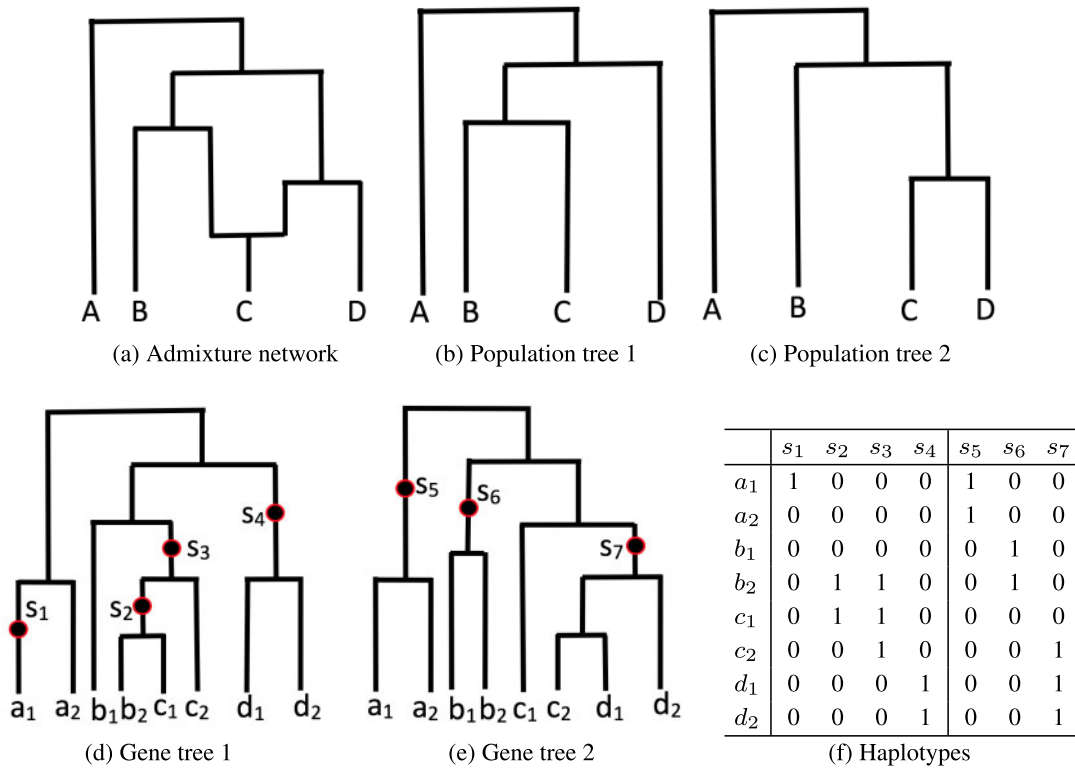 A B C D
A B C D
A B C D
(a) Admixture network
(b) Population tree 1
(c) Population tree 2
s1
s2
s3
s4
a1 a2 b1 b2 c1 c2 d1 d2
(d) Gene tree 1
s5
s6
s7
a1 a2 b1 b2 c1 c2 d1 d2
(e) Gene tree 2
s1 s2 s3 s4 s5 s6 s7
a1 1 0 0 0 1 0 0
a2 0 0 0 0 1 0 0
b1 0 0 0 0 0 1 0
b2 0 1 1 0 0 1 0
c1 0 1 1 0 0 0 0
c2 0 0 1 0 0 0 1
d1 0 0 0 1 0 0 1
d2 0 0 0 1 0 0 1
(f) Haplotypes